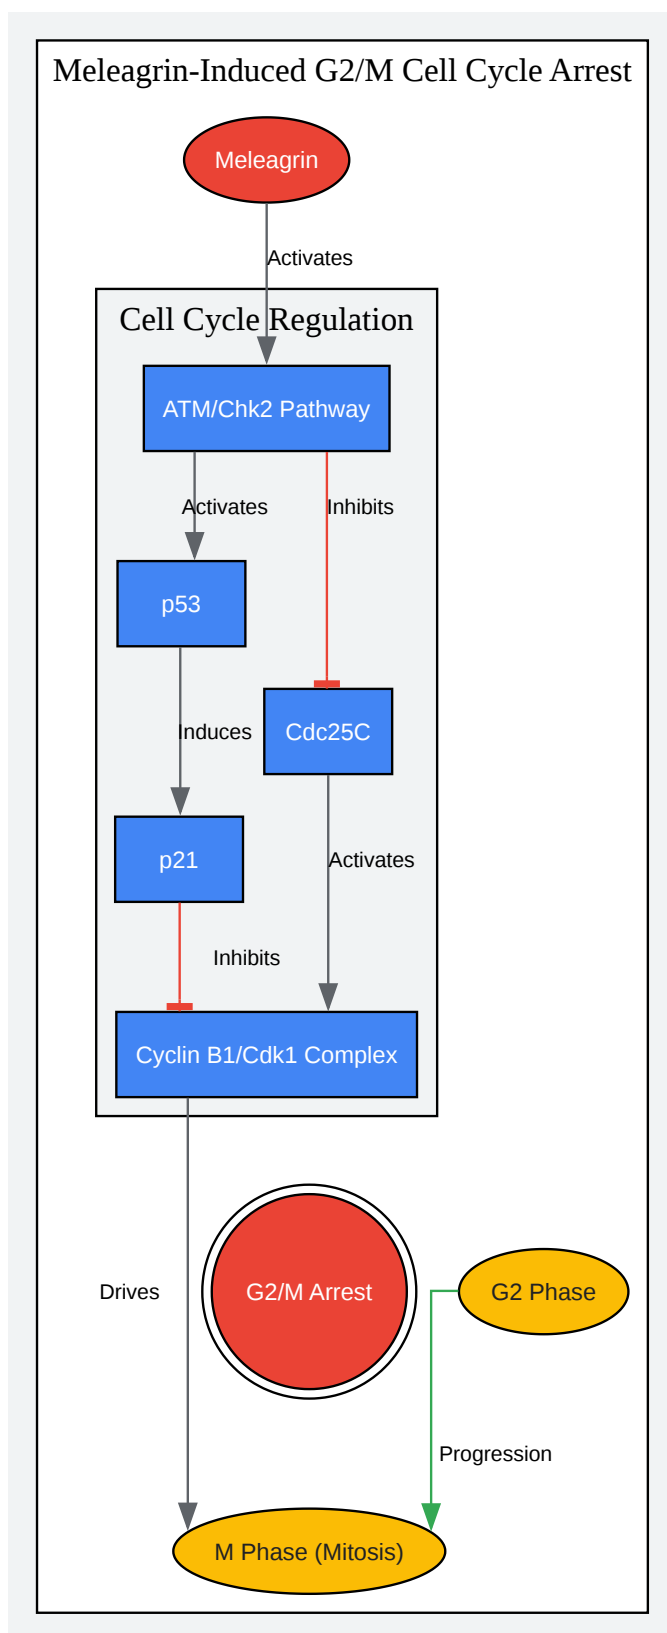 Meleagrin-Induced G2/M Cell Cycle Arrest
Meleagrin
Activates
Cell Cycle Regulation
ATM/Chk2 Pathway
Activates
Inhibits
p53
Induces
Cdc25C
p21
Activates
Inhibits
Cyclin B1/Cdk1 Complex
Drives
G2/M Arrest
G2 Phase
Progression
M Phase (Mitosis)